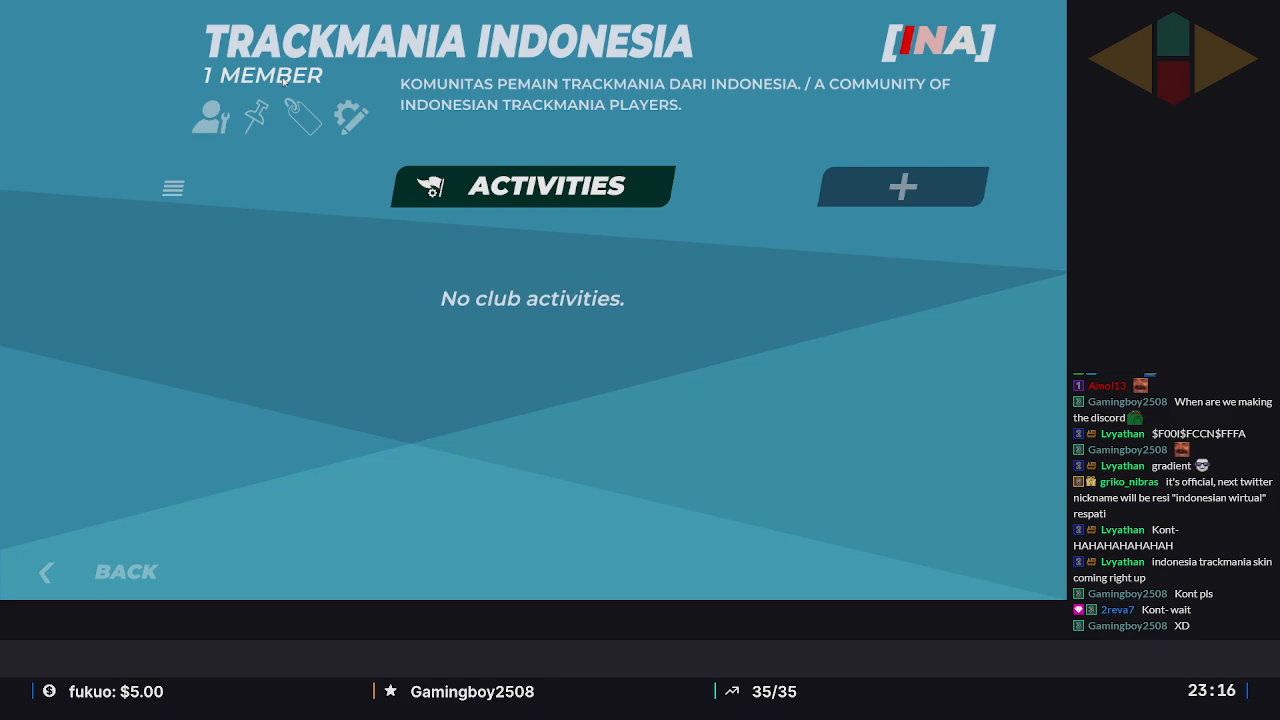 TRACKMANIA INDONESIA
[INA]
1 MEMBER
KOMUNITAS PEMAIN TRACKMANIA DARI INDONESIA. / A COMMUNITY OF
INDONESIAN TRACKMANIA PLAYERS.
ACTIVITIES
+
No club activities.
BACK
1 Ainol13
Gamingboy2508 When are we making
the discord
Lvyathan $F00I$FCCN$FFFA
Gamingboy2508
Lvyathan gradient
griko_nibras it's official, next twitter
nickname will be resi "indonesian wirtual"
respati
Lvyathan Kont-
HAHAHAHAHAHAH
Lvyathan indonesia trackmania skin
coming right up
Gamingboy2508 Kont pls
2reva7 Kont- wait
Gamingboy2508 XD
fukuo: $5.00
Gamingboy2508
35/35
23:16